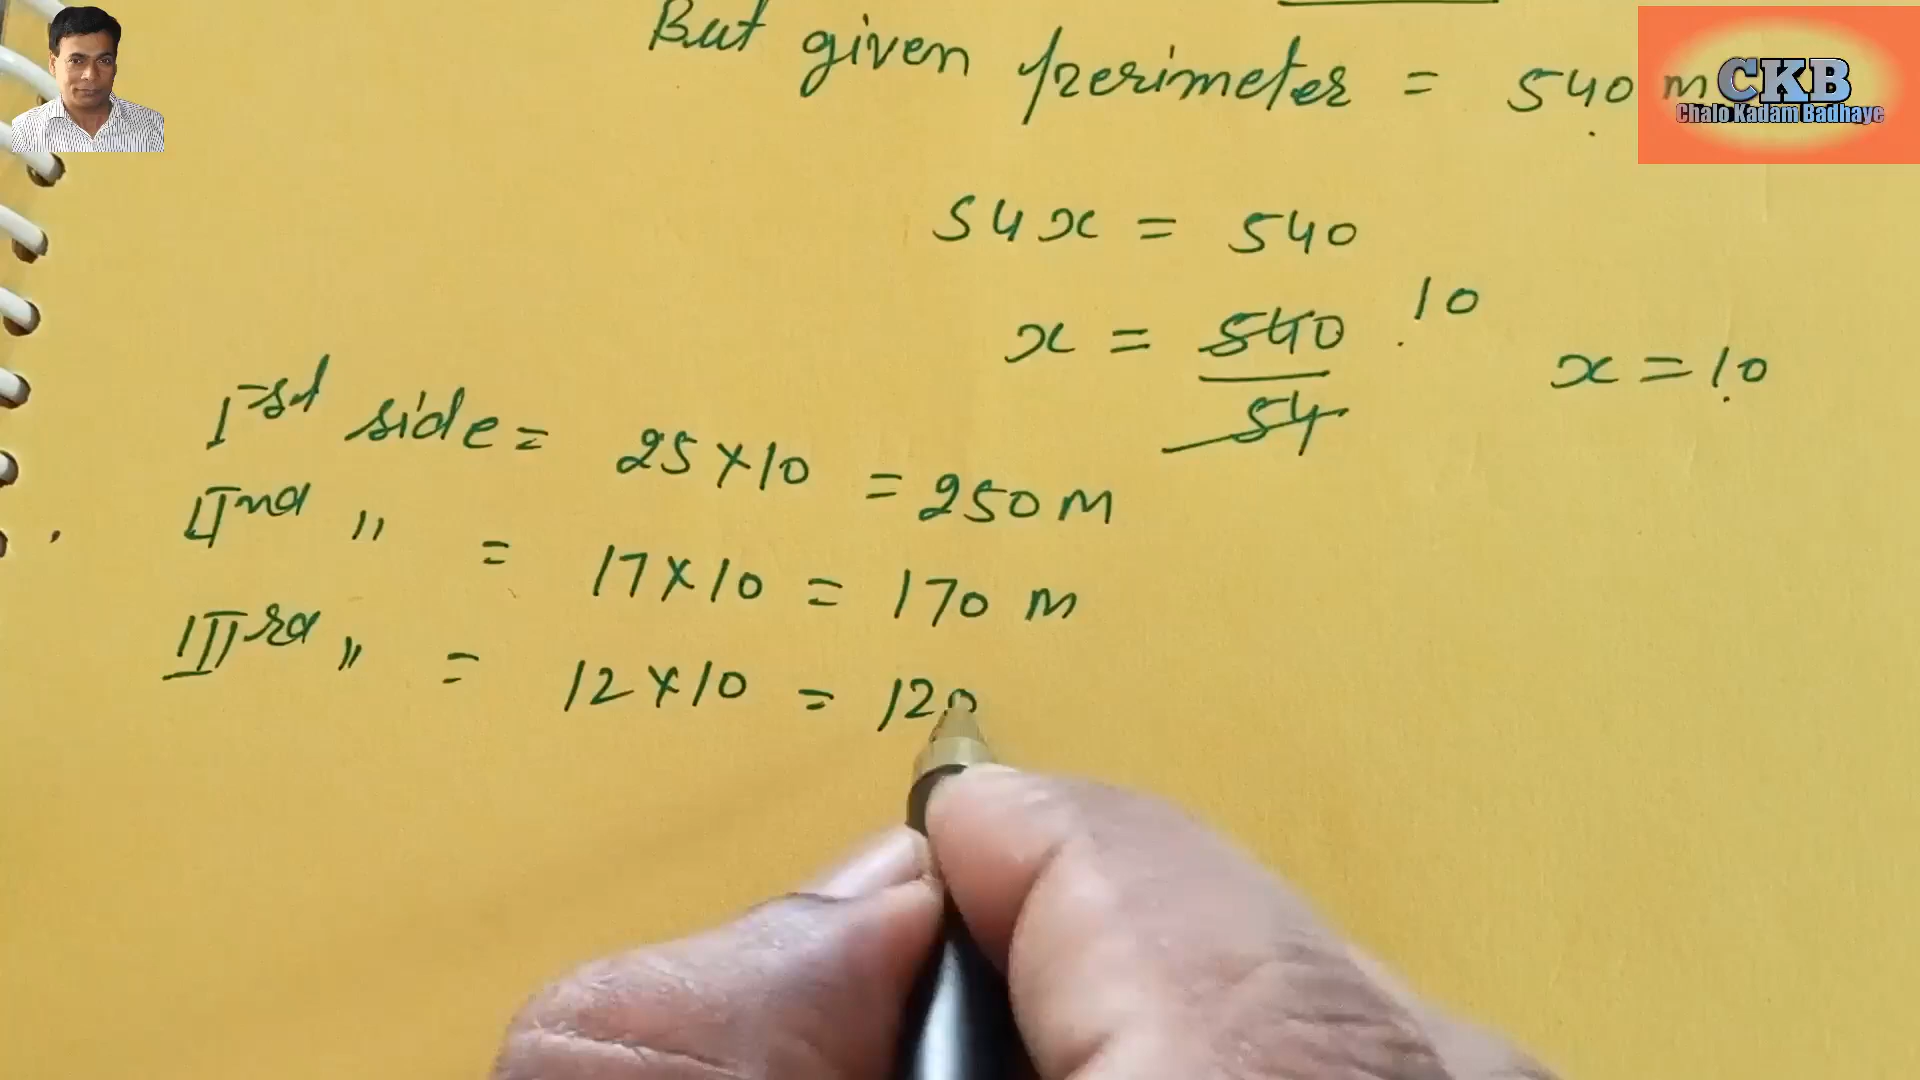 But given perimeter = 540 m
CKB
Chalo Kadam Badhaye
54x = 540
x = 540/54 10
x = 10
Ist side = 25 × 10 = 250 m
IInd " = 17 × 10 = 170 m
IIIrd " = 12 × 10 = 120